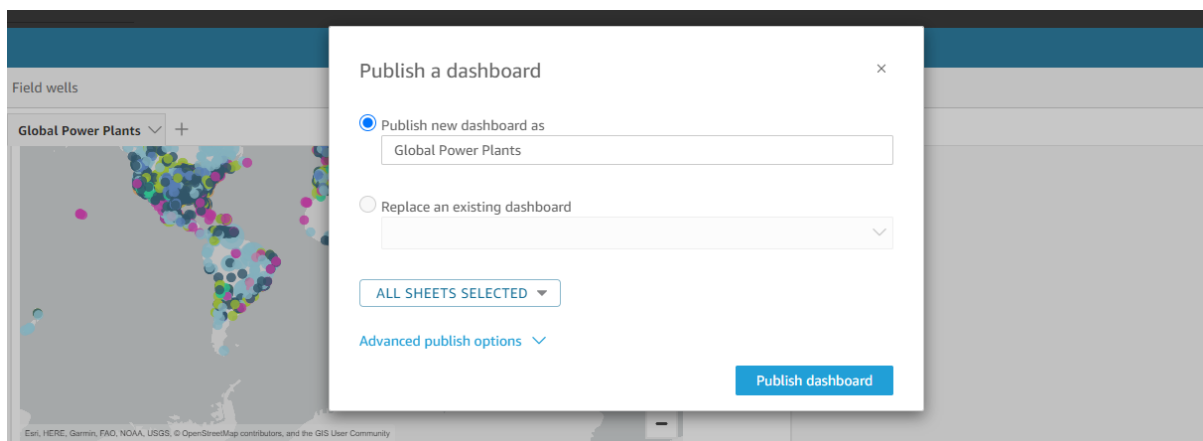 Field wells
Global Power Plants
Publish a dashboard
Publish new dashboard as
Global Power Plants
Replace an existing dashboard
ALL SHEETS SELECTED
Advanced publish options
Publish dashboard
Esri, HERE, Garmin, FAO, NOAA, USGS, © OpenStreetMap contributors, and the GIS User Community